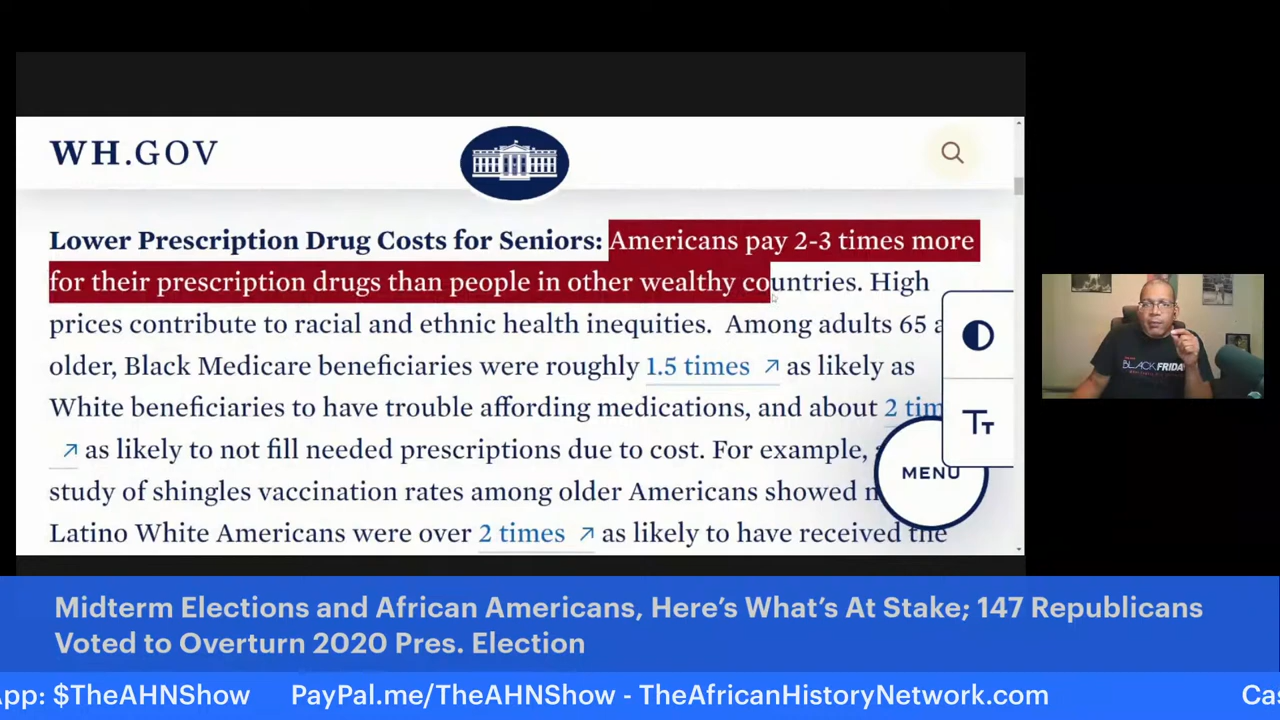 WH.GOV
Lower Prescription Drug Costs for Seniors: Americans pay 2-3 times more
for their prescription drugs than people in other wealthy countries. High
prices contribute to racial and ethnic health inequities. Among adults 65 a
older, Black Medicare beneficiaries were roughly 1.5 times ↗ as likely as
White beneficiaries to have trouble affording medications, and about 2 tim
↗ as likely to not fill needed prescriptions due to cost. For example,
study of shingles vaccination rates among older Americans showed
Latino White Americans were over 2 times ↗ as likely to have received the
TT
MENU
BLACK FRIDA
Midterm Elections and African Americans, Here's What's At Stake; 147 Republicans
Voted to Overturn 2020 Pres. Election
App: $TheAHNShow PayPal.me/TheAHNShow - TheAfricanHistoryNetwork.com Cas